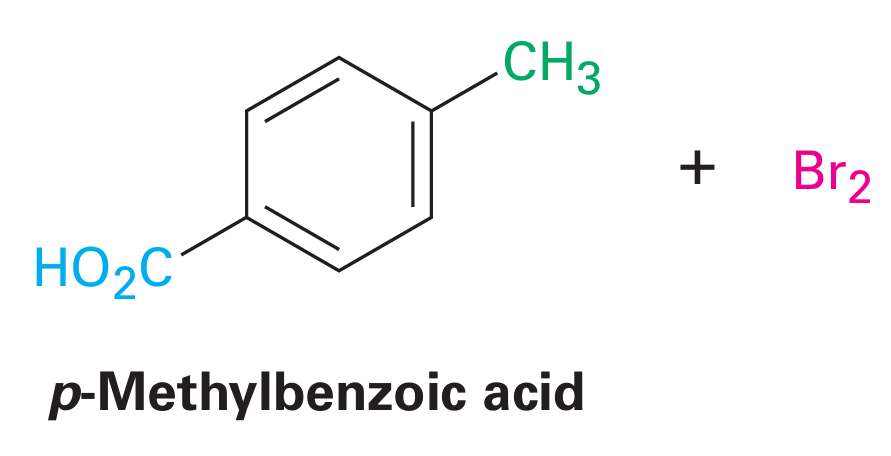 CH₃
+ Br₂
HO₂C
p-Methylbenzoic acid